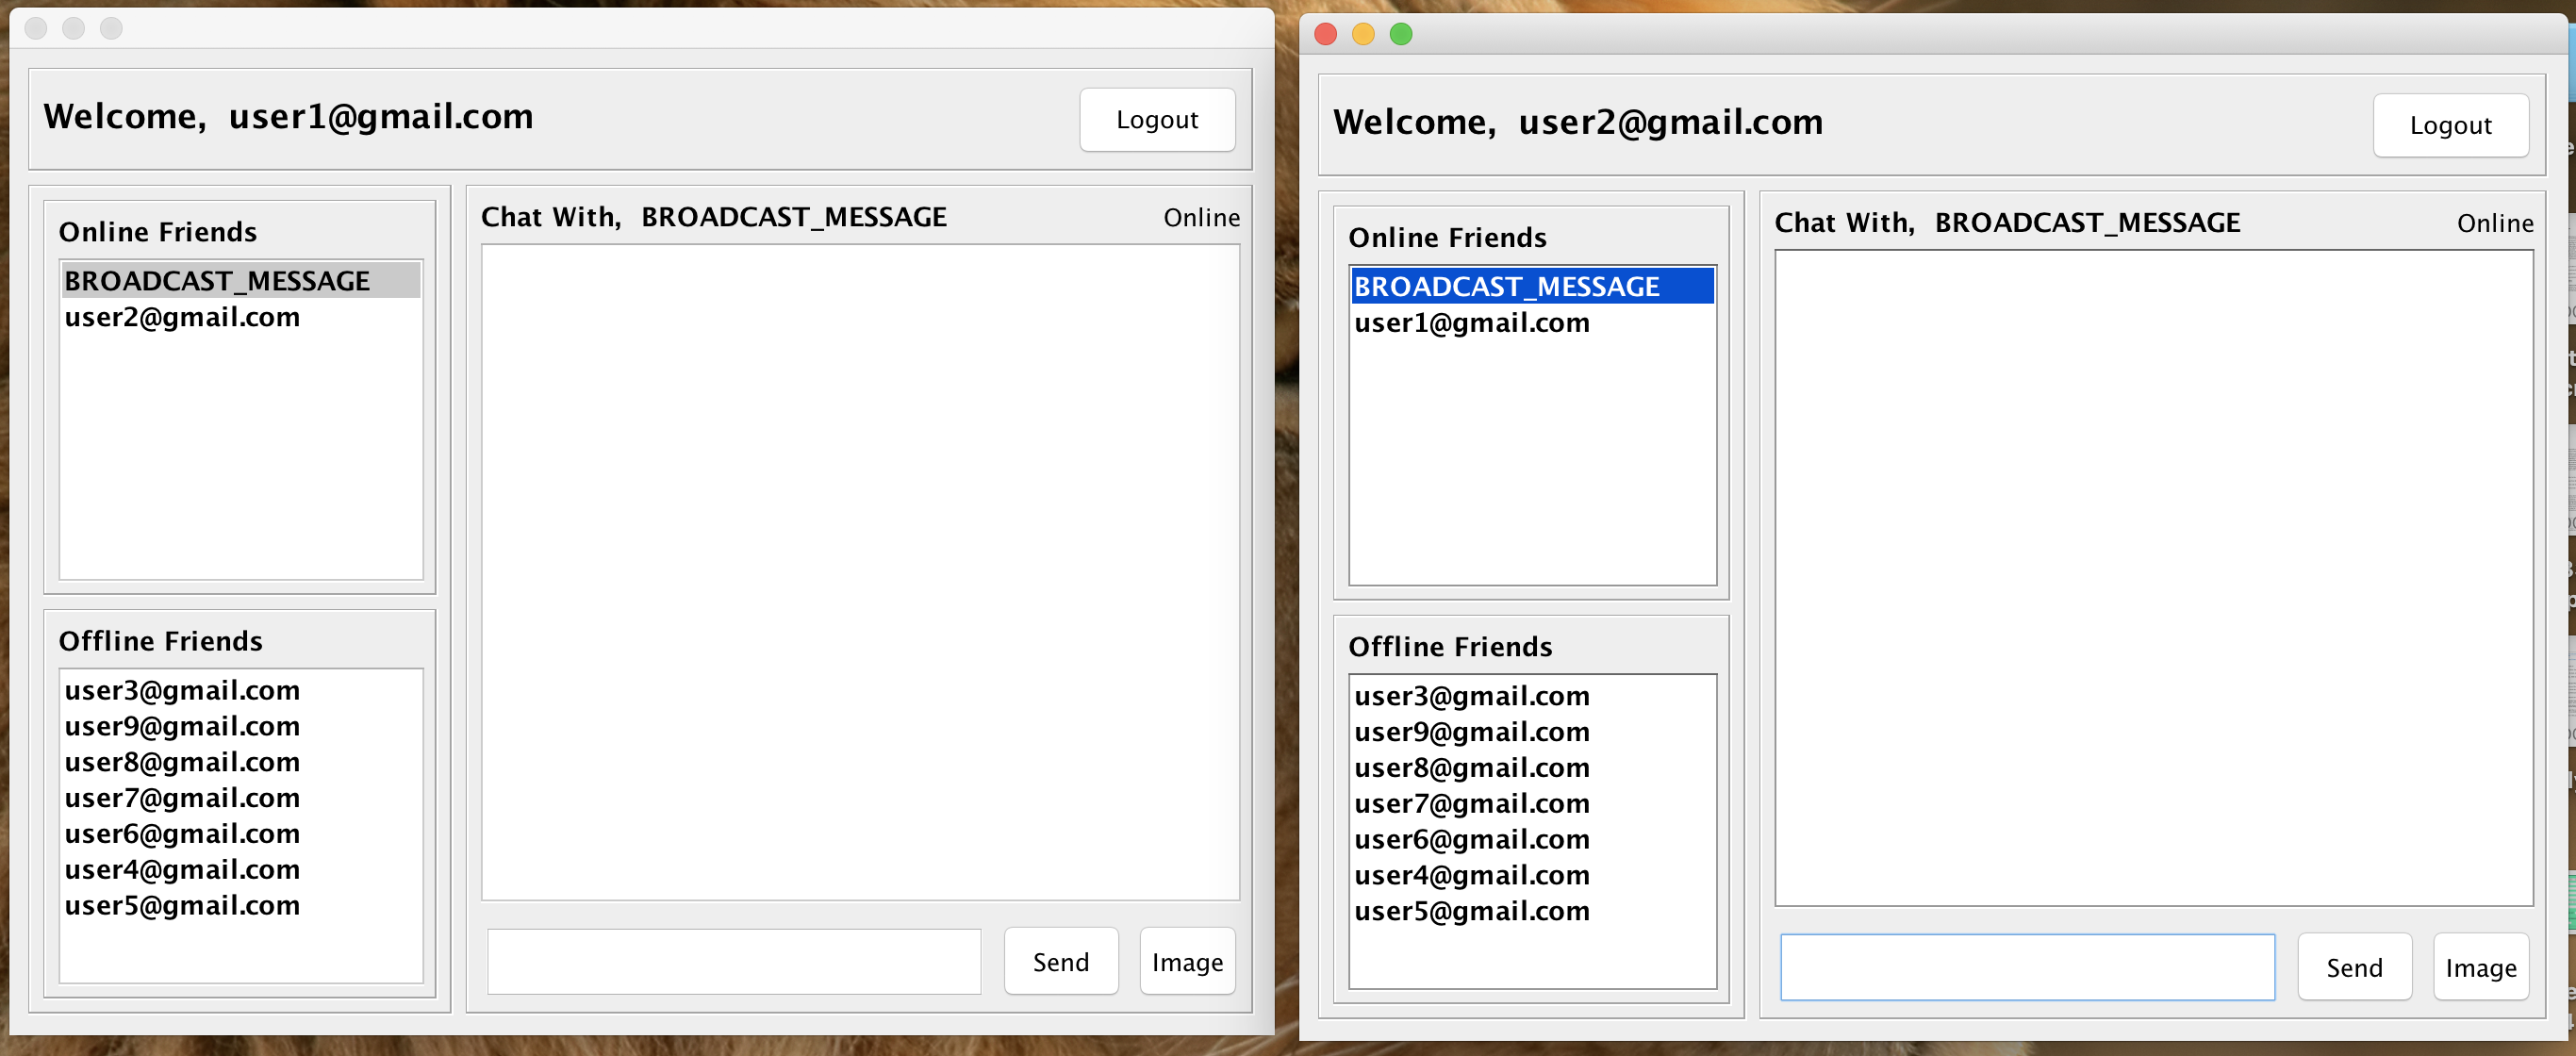 Welcome, user1@gmail.com
Logout
Online Friends
BROADCAST_MESSAGE
user2@gmail.com
Offline Friends
user3@gmail.com
user9@gmail.com
user8@gmail.com
user7@gmail.com
user6@gmail.com
user4@gmail.com
user5@gmail.com
Chat With, BROADCAST_MESSAGE
Online
Send
Image
Welcome, user2@gmail.com
Logout
Online Friends
BROADCAST_MESSAGE
user1@gmail.com
Offline Friends
user3@gmail.com
user9@gmail.com
user8@gmail.com
user7@gmail.com
user6@gmail.com
user4@gmail.com
user5@gmail.com
Chat With, BROADCAST_MESSAGE
Online
Send
Image